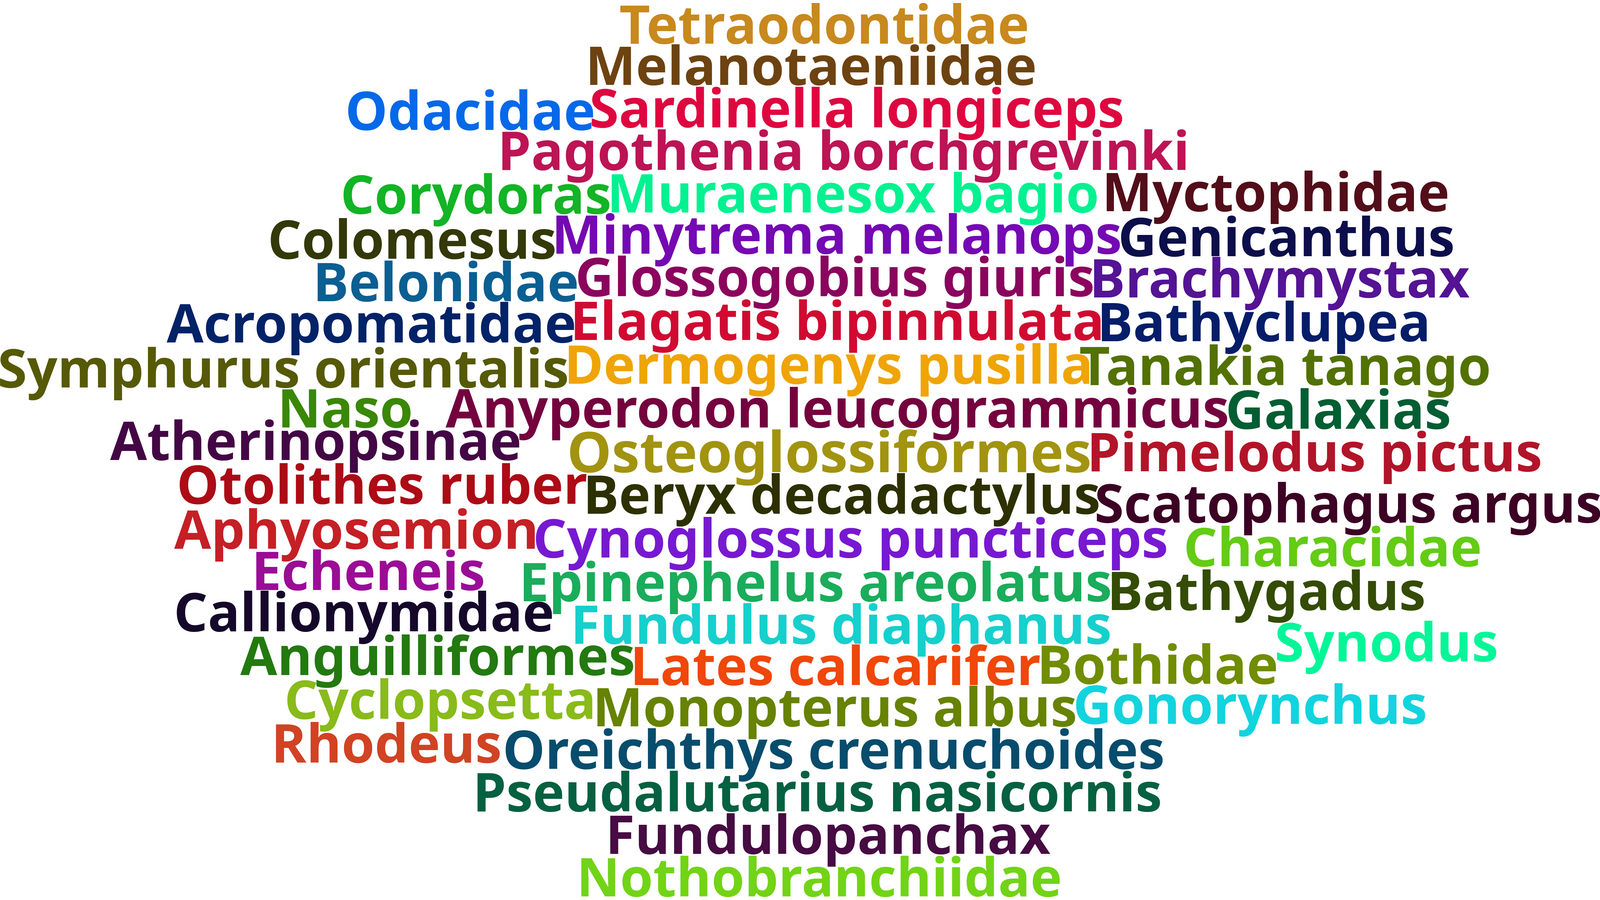 Tetraodontidae
Melanotaeniidae
Odacidae Sardinella longiceps
Pagothenia borchgrevinki
Corydoras Muraenesox bagio Myctophidae
Colomesus Minytrema melanops Genicanthus
Belonidae Glossogobius giuris Brachymystax
Acropomatidae Elagatis bipinnulata Bathyclupea
Symphurus orientalis Dermogenys pusilla Tanakia tanago
Naso Anyperodon leucogrammicus Galaxias
Atherinopsinae Osteoglossiformes Pimelodus pictus
Otolithes ruber Beryx decadactylus Scatophagus argus
Aphyosemion Cynoglossus puncticeps Characidae
Echeneis Epinephelus areolatus Bathygadus
Callionymidae Fundulus diaphanus Synodus
Anguilliformes Lates calcarifer Bothidae
Cyclopsetta Monopterus albus Gonorynchus
Rhodeus Oreichthys crenuchoides
Pseudalutarius nasicornis
Fundulopanchax
Nothobranchiidae